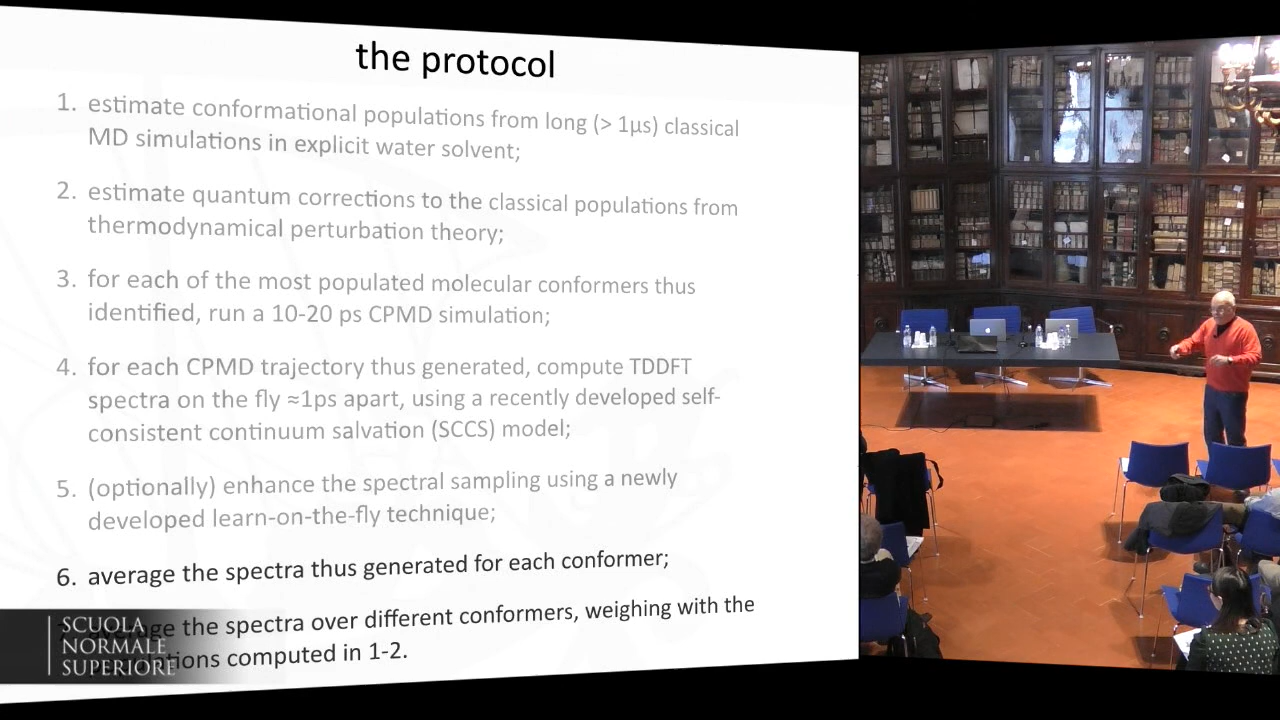 the protocol
1. estimate conformational populations from long (> 1μs) classical
MD simulations in explicit water solvent;
2. estimate quantum corrections to the classical populations from
thermodynamical perturbation theory;
3. for each of the most populated molecular conformers thus
identified, run a 10-20 ps CPMD simulation;
4. for each CPMD trajectory thus generated, compute TDDFT
spectra on the fly ≈1ps apart, using a recently developed self-
consistent continuum salvation (SCCS) model;
5. (optionally) enhance the spectral sampling using a newly
developed learn-on-the-fly technique;
6. average the spectra thus generated for each conformer;
the spectra over different conformers, weighing with the
computed in 1-2.
SCUOLA
NORMALE
SUPERIORE